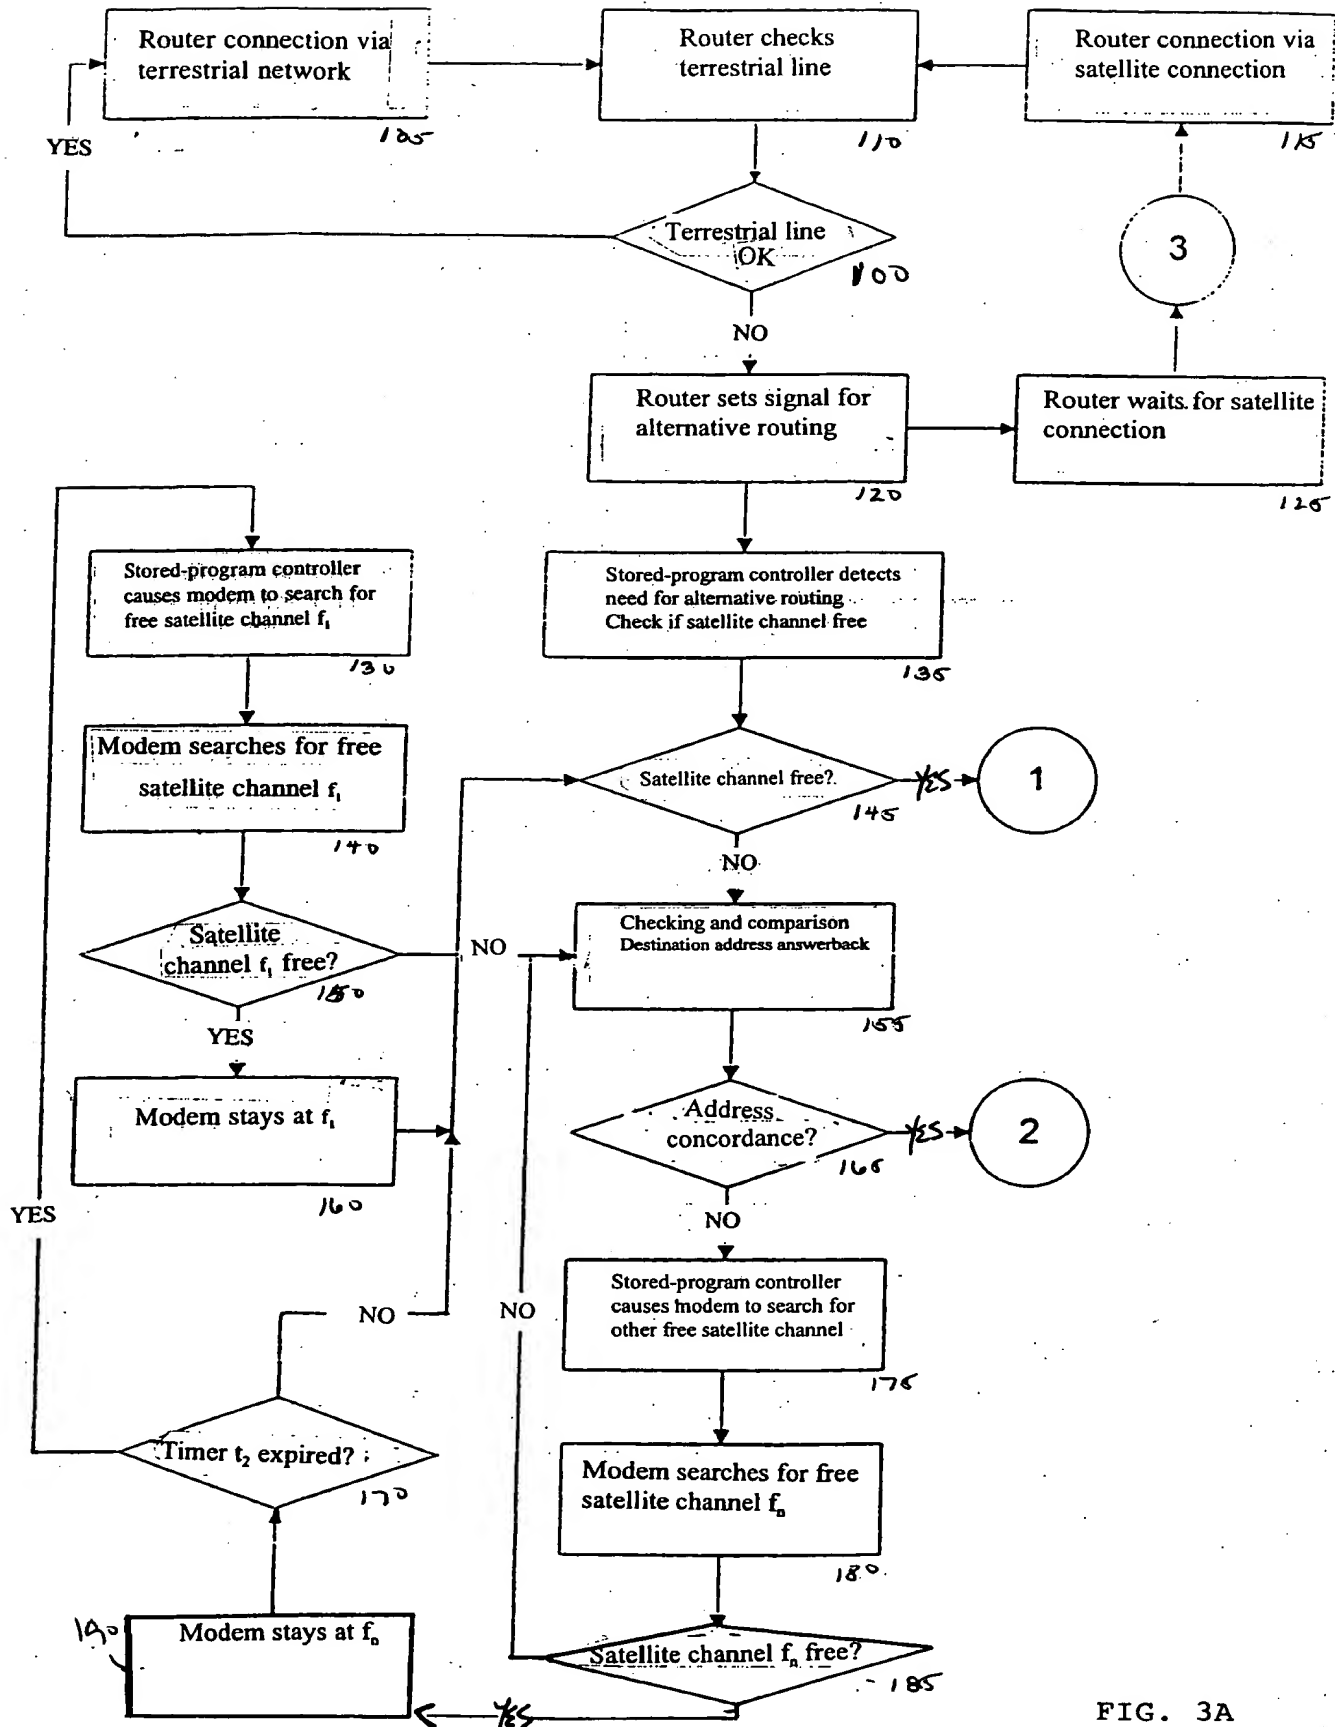 Router connection via
terrestrial network
105
Router checks
terrestrial line
110
Router connection via
satellite connection
115
YES
Terrestrial line
OK
100
3
NO
Router sets signal for
alternative routing
120
Router waits for satellite
connection
125
Stored-program controller
causes modem to search for
free satellite channel f₁
130
Stored-program controller detects
need for alternative routing
Check if satellite channel free
135
Modem searches for free
satellite channel f₁
140
Satellite channel free?
145
YES
1
NO
Satellite
channel f₁ free?
150
NO
Checking and comparison
Destination address answerback
155
YES
Modem stays at f₁
160
Address
concordance?
165
YES
2
YES
NO
Stored-program controller
causes modem to search for
other free satellite channel
175
NO
NO
Timer t₂ expired?
170
Modem searches for free
satellite channel fₙ
180
190
Modem stays at fₙ
Satellite channel fₙ free?
185
YES
FIG. 3A